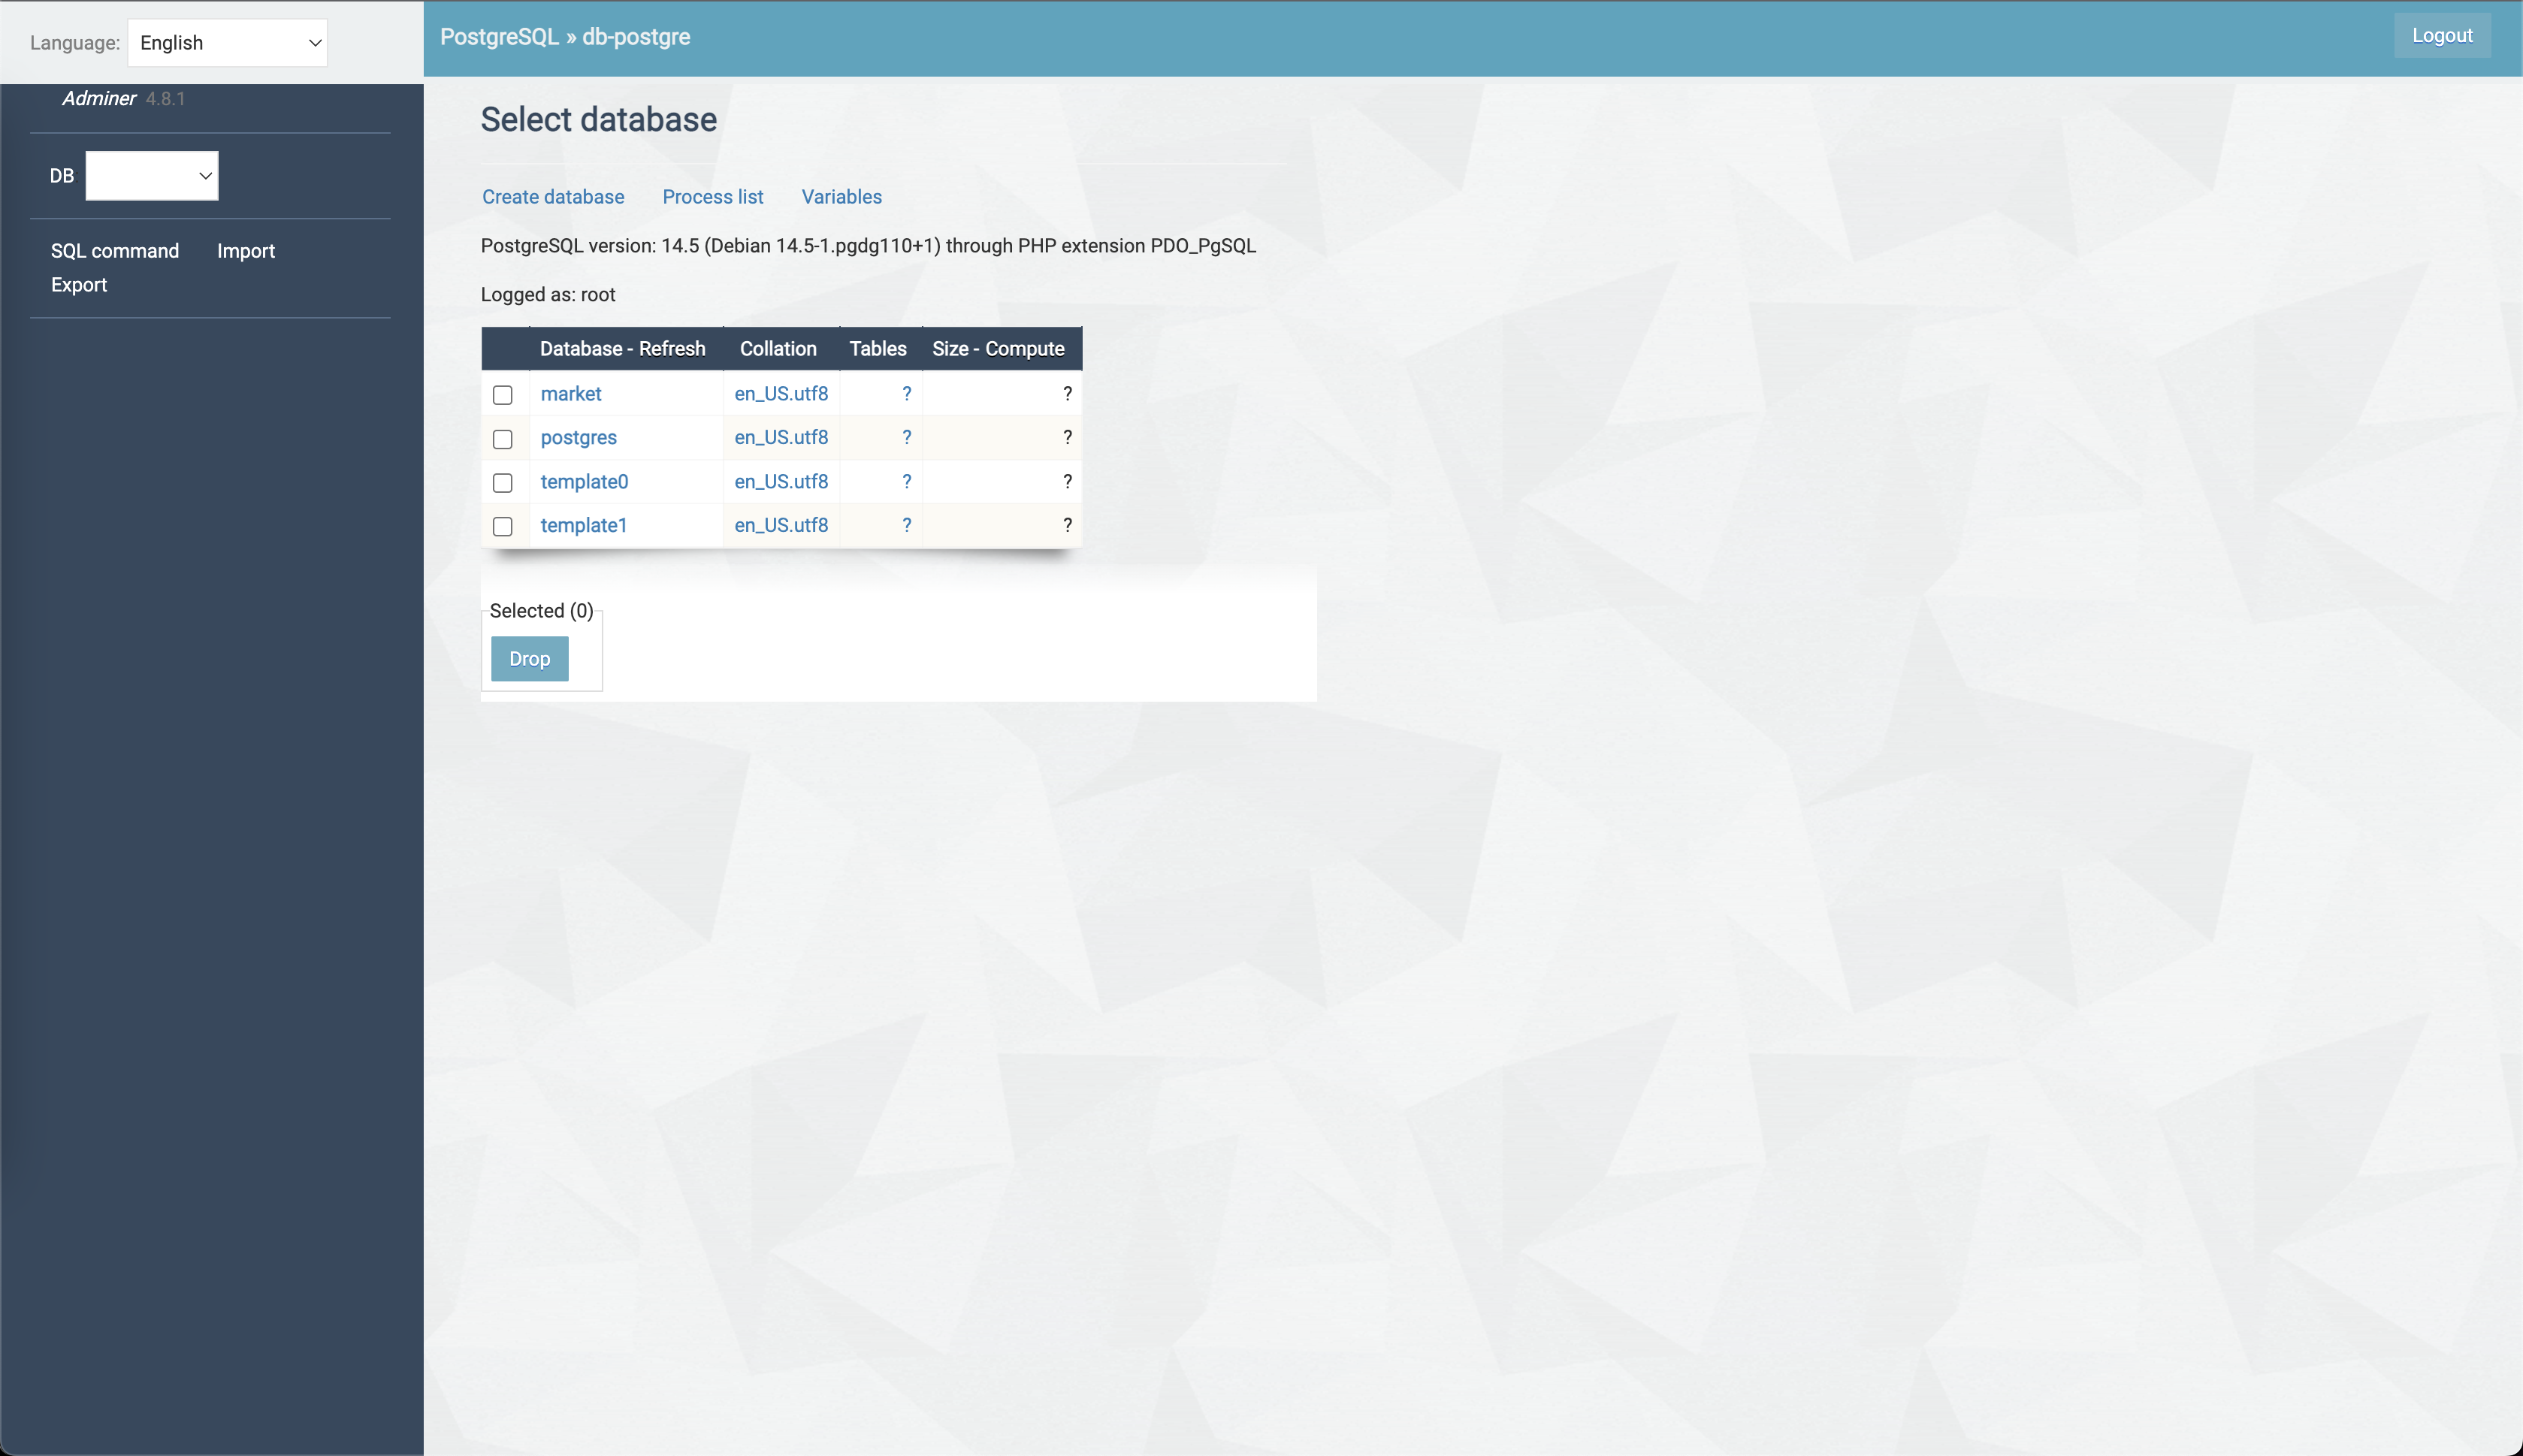 Language: English
PostgreSQL » db-postgre
Logout
Adminer 4.8.1
DB
SQL command Import
Export
Select database
Create database Process list Variables
PostgreSQL version: 14.5 (Debian 14.5-1.pgdg110+1) through PHP extension PDO_PgSQL
Logged as: root
Database - Refresh Collation Tables Size - Compute
market en_US.utf8 ? ?
postgres en_US.utf8 ? ?
template0 en_US.utf8 ? ?
template1 en_US.utf8 ? ?
Selected (0)
Drop